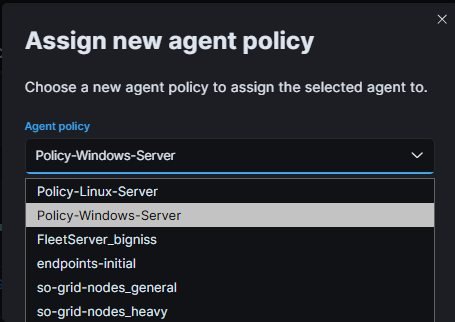 Assign new agent policy
Choose a new agent policy to assign the selected agent to.
Agent policy
Policy-Windows-Server
Policy-Linux-Server
Policy-Windows-Server
FleetServer_bigniss
endpoints-initial
so-grid-nodes_general
so-grid-nodes_heavy